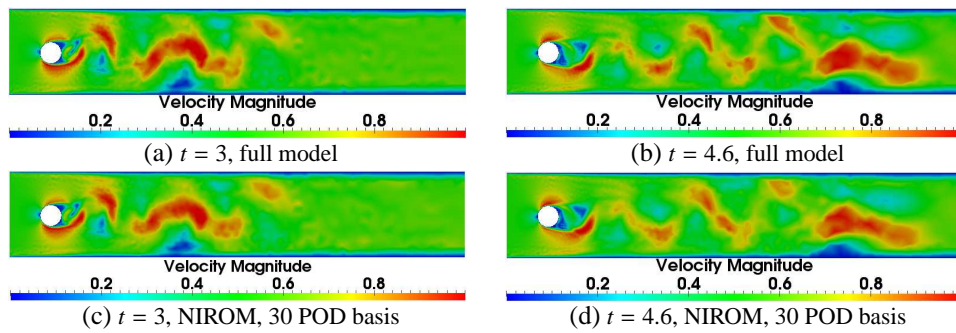 Velocity Magnitude
0.2 0.4 0.6 0.8
(a) t = 3, full model
Velocity Magnitude
0.2 0.4 0.6 0.8
(b) t = 4.6, full model
Velocity Magnitude
0.2 0.4 0.6 0.8
(c) t = 3, NIROM, 30 POD basis
Velocity Magnitude
0.2 0.4 0.6 0.8
(d) t = 4.6, NIROM, 30 POD basis